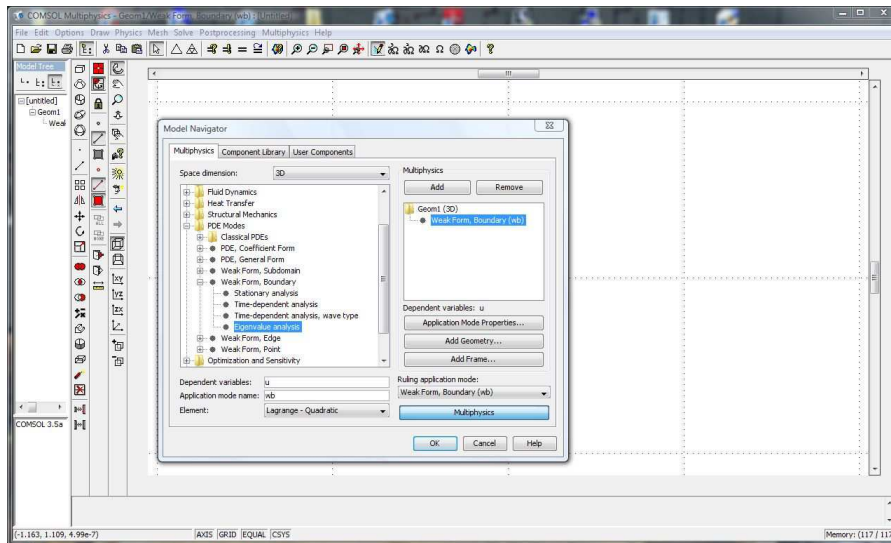 COMSOL Multiphysics - Geom1/Weak Form, Boundary (wb) : [Untitled]
File Edit Options Draw Physics Mesh Solve Postprocessing Multiphysics Help
Model Tree
[untitled]
Geom1
Weal
Model Navigator
Multiphysics Component Library User Components
Space dimension: 3D
Fluid Dynamics
Heat Transfer
Structural Mechanics
PDE Modes
Classical PDEs
PDE, Coefficient Form
PDE, General Form
Weak Form, Subdomain
Weak Form, Boundary
Stationary analysis
Time-dependent analysis
Time-dependent analysis, wave type
Eigenvalue analysis
Weak Form, Edge
Weak Form, Point
Optimization and Sensitivity
Dependent variables: u
Application mode name: wb
Element: Lagrange - Quadratic
Multiphysics
Add Remove
Geom1 (3D)
Weak Form, Boundary (wb)
Dependent variables: u
Application Mode Properties...
Add Geometry...
Add Frame...
Ruling application mode:
Weak Form, Boundary (wb)
Multiphysics
OK Cancel Help
COMSOL 3.5a
(-1.163, 1.109, 4.99e-7) AXIS GRID EQUAL CSYS Memory: (117 / 117